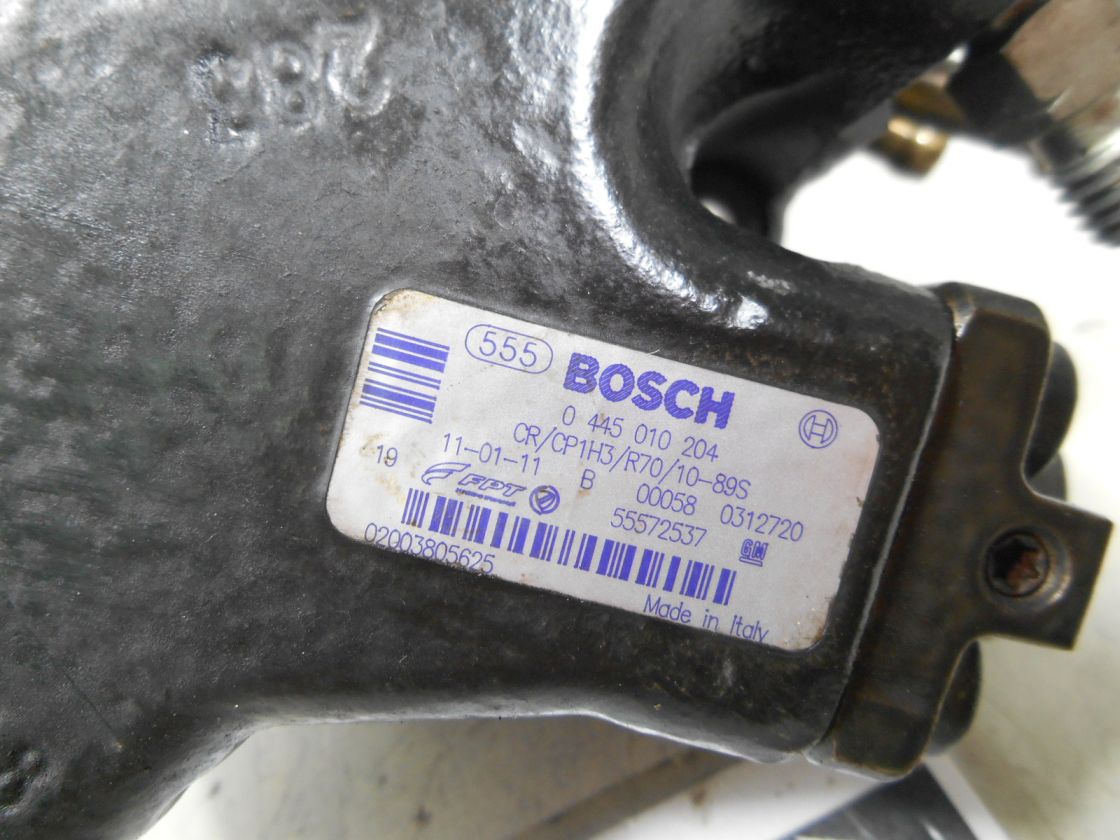 288
555 BOSCH
0 445 010 204
CR/CP1H3/R70/10-89S
19 11-01-11 B 00058 0312720
FPT 55572537 GM
02003805625
Made in Italy